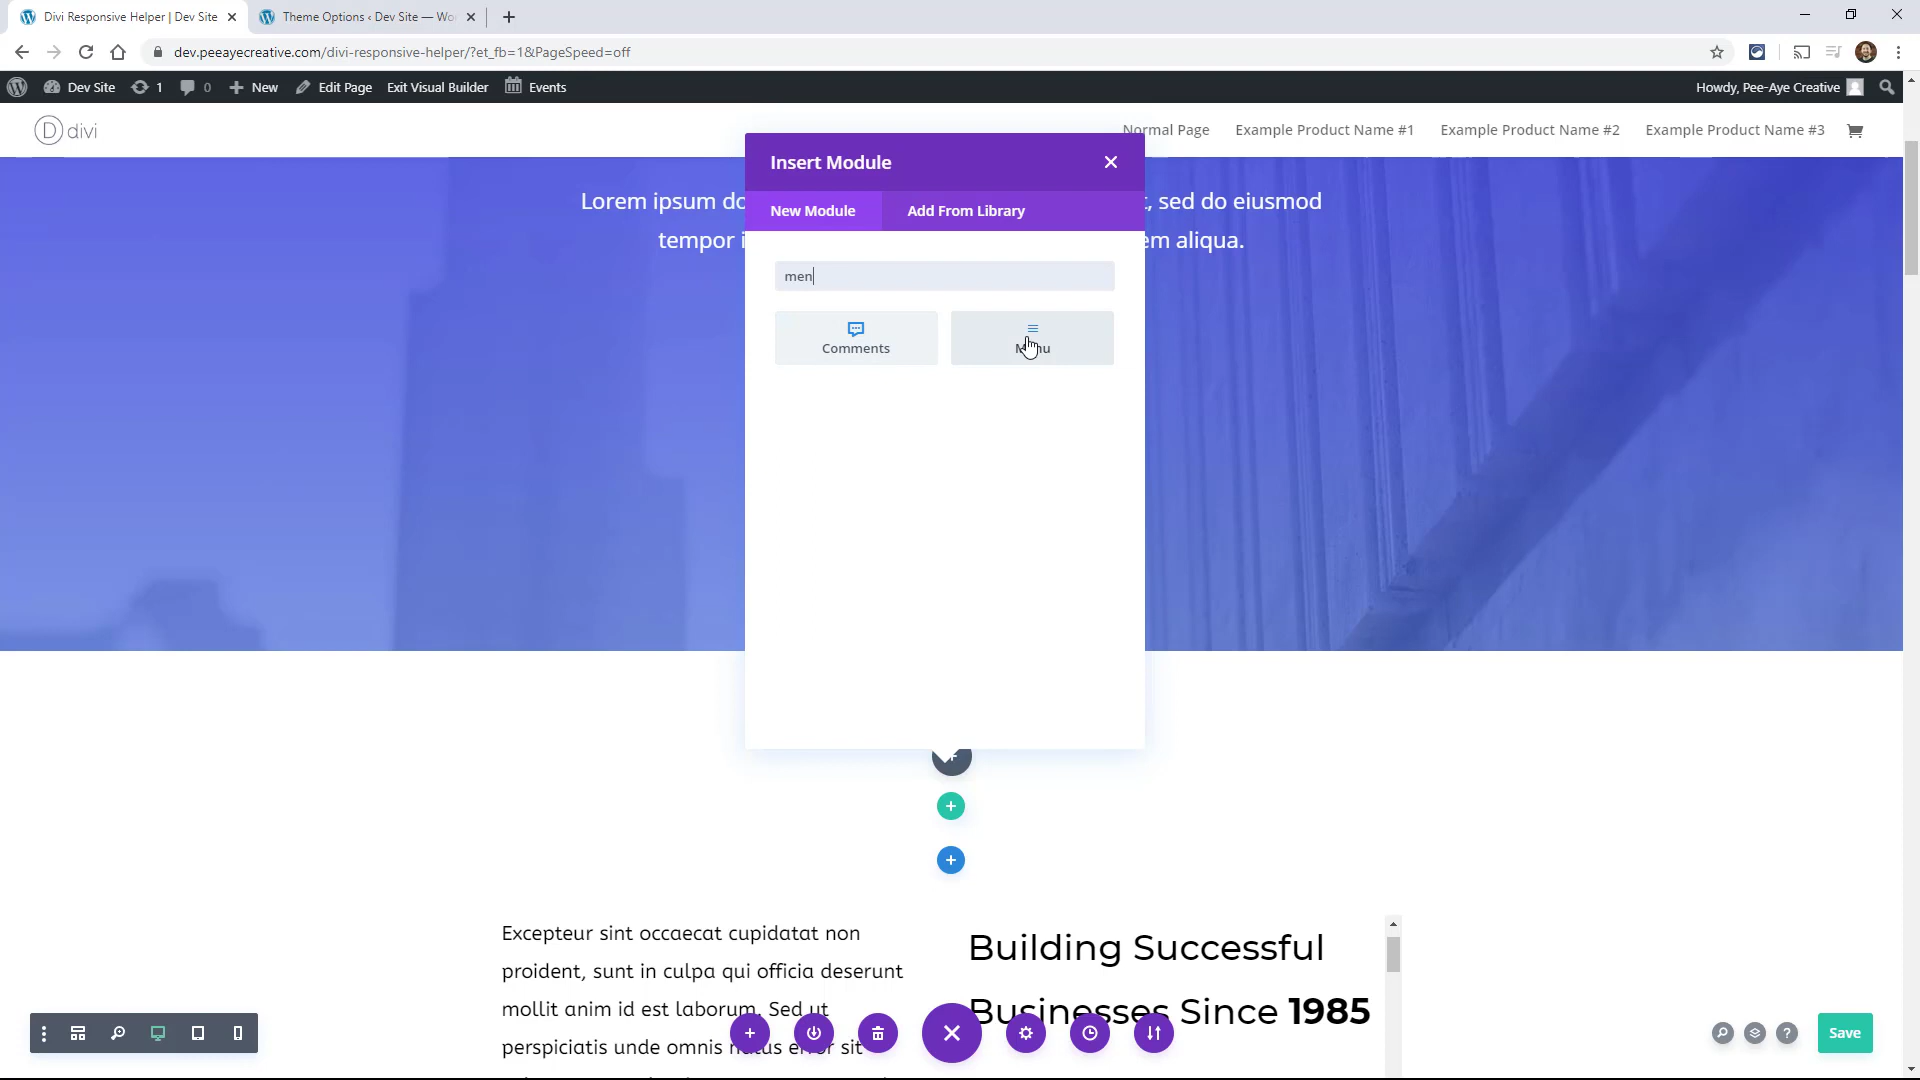 Divi Responsive Helper | Dev Site
Theme Options ‹ Dev Site — Wo
dev.peeayecreative.com/divi-responsive-helper/?et_fb=1&PageSpeed=off
Dev Site 1 0 New Edit Page Exit Visual Builder Events Howdy, Pee-Aye Creative
D divi Normal Page Example Product Name #1 Example Product Name #2 Example Product Name #3
Insert Module
New Module Add From Library
men
Comments
Lorem ipsum do , sed do eiusmod
tempor i em aliqua.
Excepteur sint occaecat cupidatat non
proident, sunt in culpa qui officia deserunt
mollit anim id est laborum. Sed ut
perspiciatis unde omnis
sit
Building Successful
Businesses Since 1985
?
Save